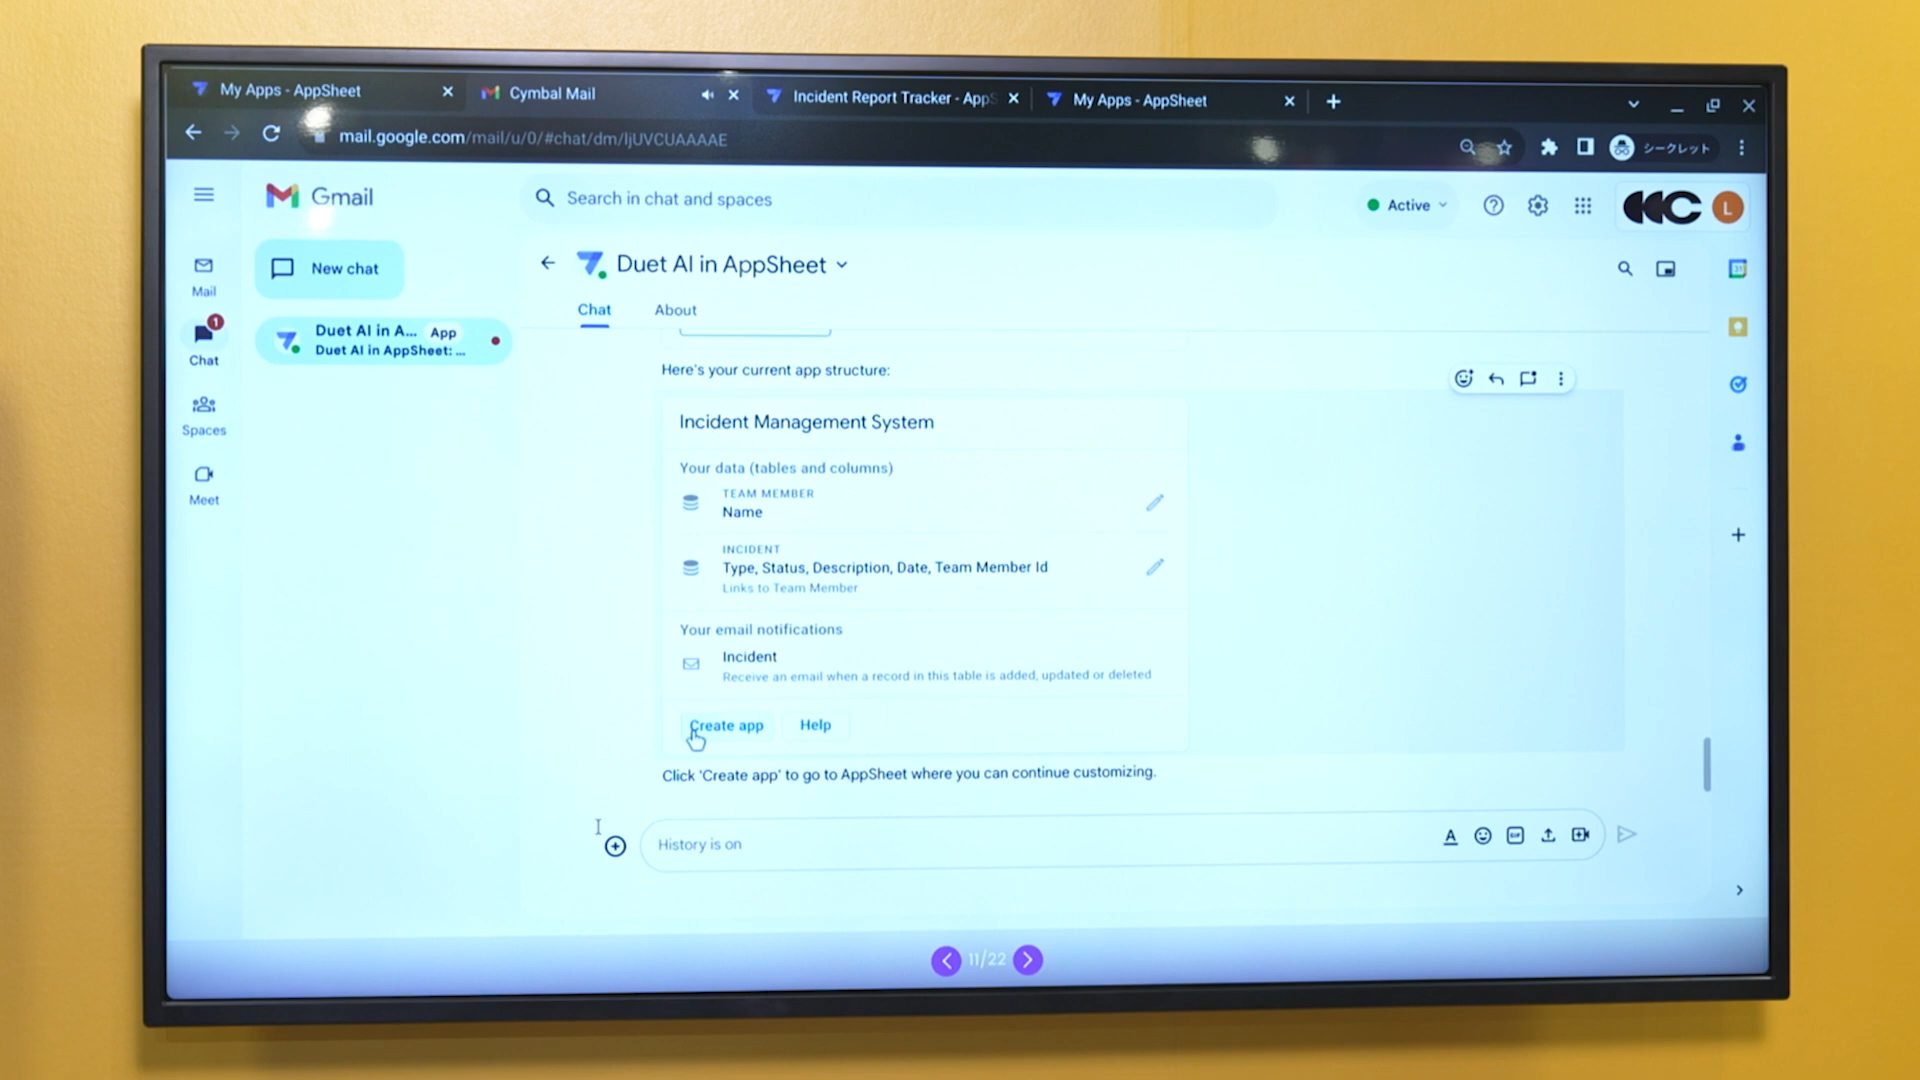 My Apps - AppSheet
Cymbal Mail
Incident Report Tracker - AppS
My Apps - AppSheet
mail.google.com/mail/u/0/#chat/dm/ljUVCUAAAAE
シークレット
Gmail
Search in chat and spaces
Active
L
Mail
1
Chat
Spaces
Meet
New chat
Duet AI in A... App
Duet AI in AppSheet: ...
Duet AI in AppSheet
Chat About
Here's your current app structure:
Incident Management System
Your data (tables and columns)
TEAM MEMBER
Name
INCIDENT
Type, Status, Description, Date, Team Member Id
Links to Team Member
Your email notifications
Incident
Receive an email when a record in this table is added, updated or deleted
Create app Help
Click 'Create app' to go to AppSheet where you can continue customizing.
History is on
A
GIF
11/22